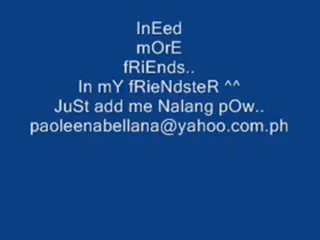 InEed
mOrE
fRiEnds..
In mY fRieNdsteR ^^
JuSt add me Nalang pOw..
paoleenabellana@yahoo.com.ph